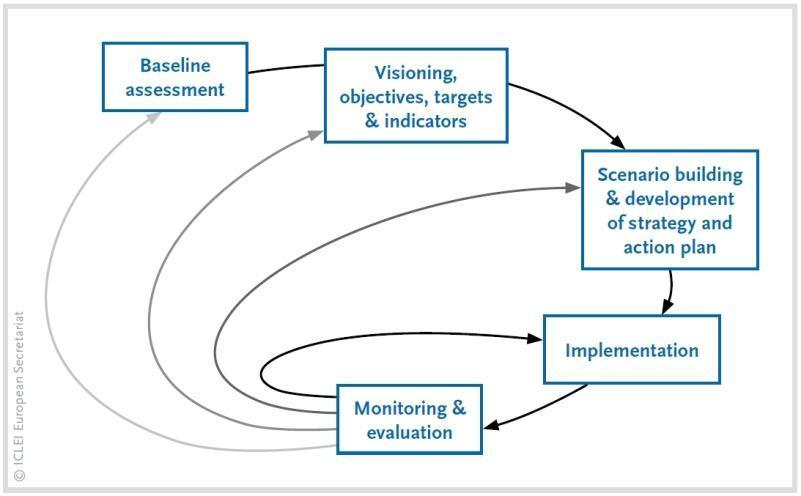 Baseline
assessment
Visioning,
objectives, targets
& indicators
Scenario building
& development
of strategy and
action plan
Implementation
Monitoring &
evaluation
© ICLEI European Secretariat